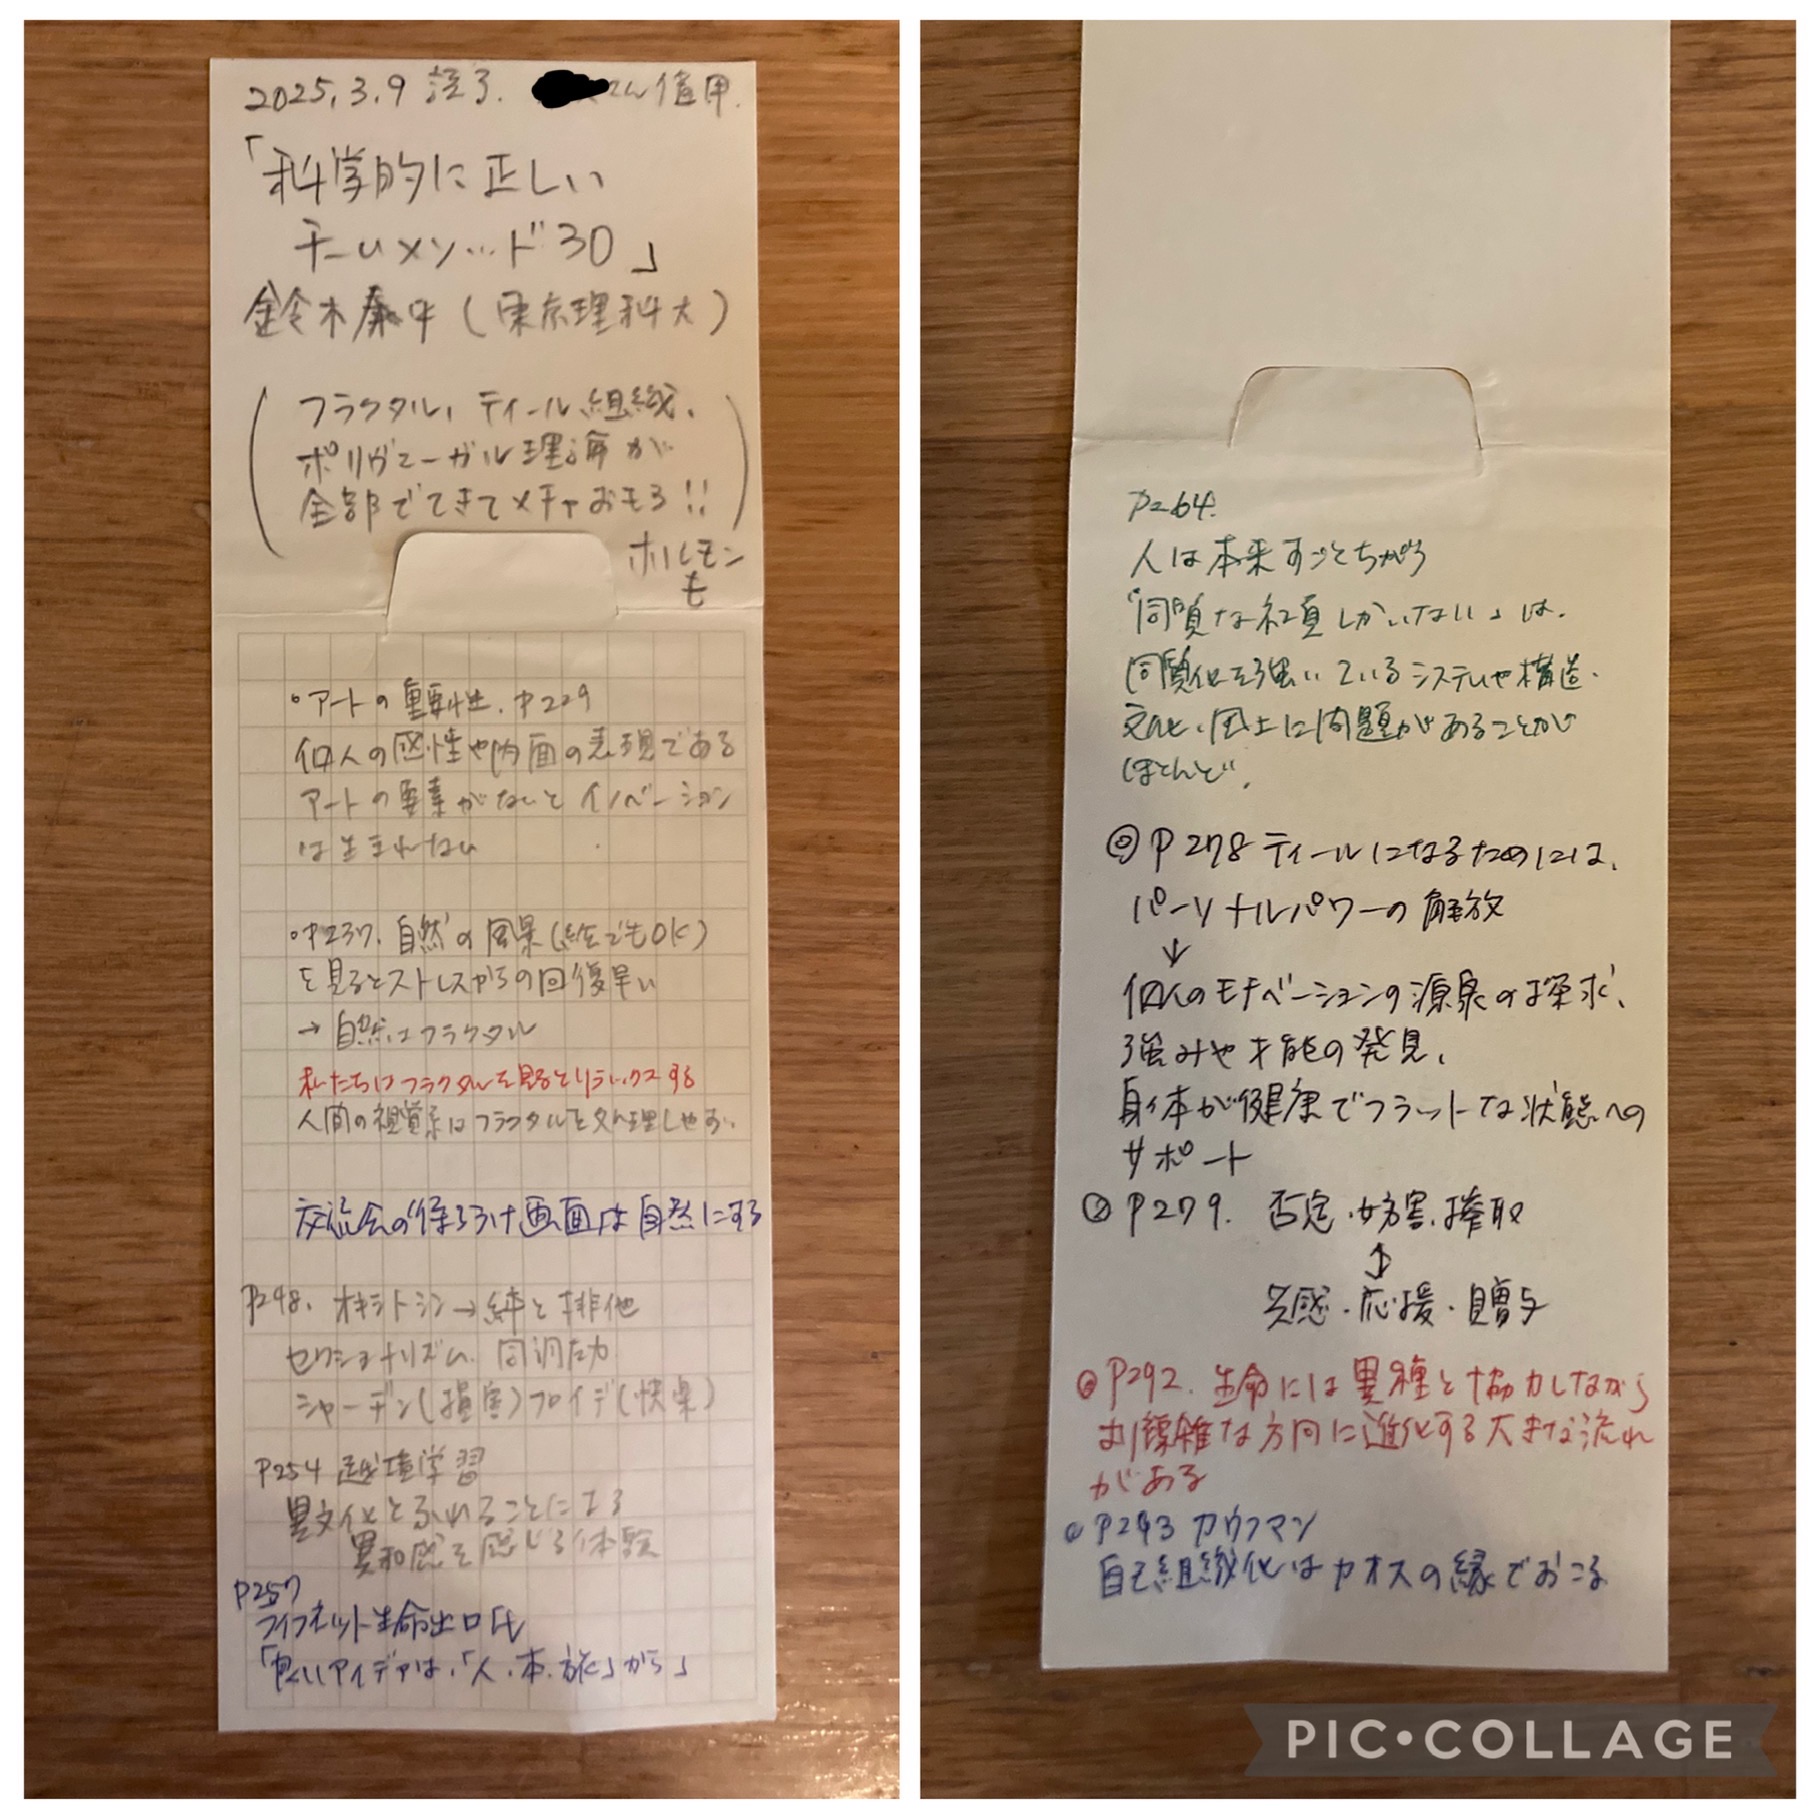 2025.3.9 読了. さん借用.
「科学的に正しい
チームメソッド30」
鈴木泰平(東京理科大)
(フラクタル、ティール組織、
ポリヴェーガル理論が
全部でてきてメチャおもろ!!)
ホルモン
も
・アートの重要性. P229
個人の感性や内面の表現である
アートの要素がないとイノベーション
は生まれない
・P237. 自然の風景(絵でもOK)
を見るとストレスからの回復早い
→ 自然はフラクタル
私たちはフラクタルを見るとリラックスする
人間の視覚系はフラクタルを処理しやすい
交流会の待ちうけ画面は自然にする
P248. オキシトシン→絆と排他
セクショナリズム. 同調圧力
シャーデン(損害)フロイデ(快楽)
P254 越境学習
異文化とふれることによる
異和感を感じる体験
P257
ライフネット生命出口氏
「良いアイデアは、「人・本・旅」から」
P264.
人は本来すごくちがう
「同質な社員しかいない」は、
同質化を強いているシステムや構造・
文化・風土に問題があることが
ほとんど.
◎P278 ティールになるためには、
パーソナルパワーの解放
↓
個人のモチベーションの源泉の探求、
強みや才能の発見、
身体が健康でフラットな状態への
サポート
◎P279. 否定・妨害・搾取
↕
共感・応援・贈与
◎P292. 生命には異種と協力しながら
より複雑な方向に進化する大きな流れ
がある
◎P293 カウフマン
自己組織化はカオスの縁でおこる
PIC•COLLAGE